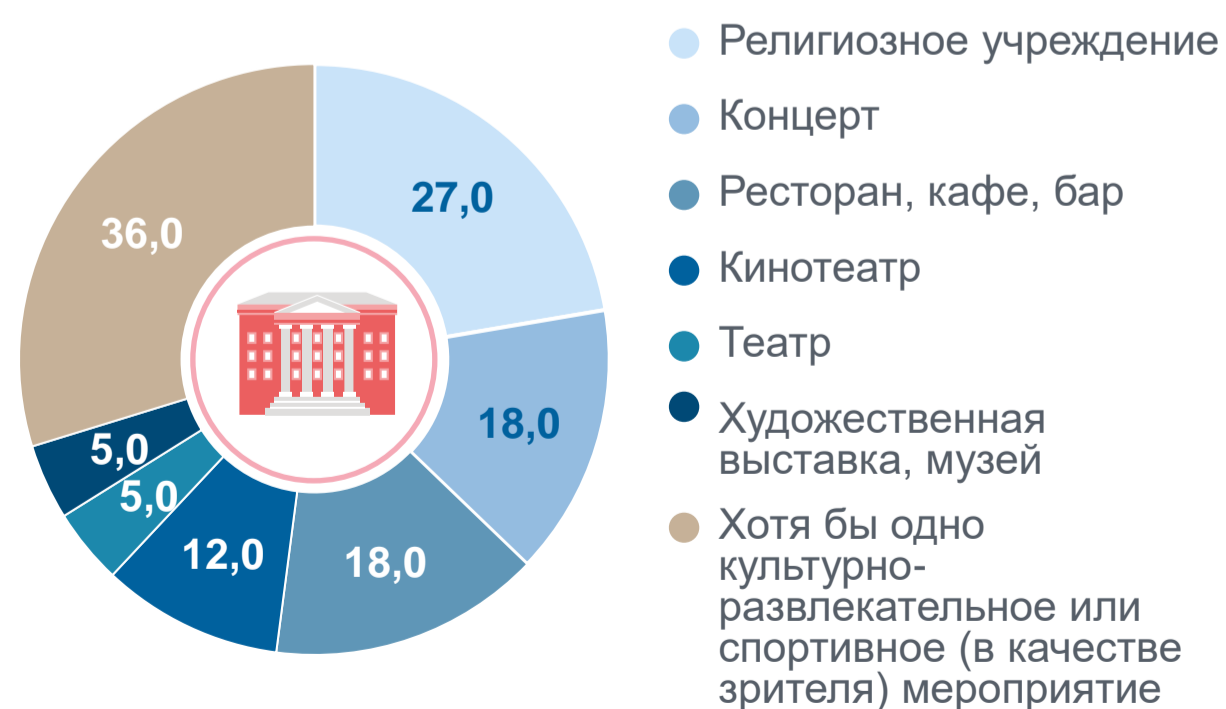 Религиозное учреждение
Концерт
Ресторан, кафе, бар
Кинотеатр
Театр
Художественная
выставка, музей
Хотя бы одно
культурно-
развлекательное или
спортивное (в качестве
зрителя) мероприятие
27,0
36,0
18,0
5,0
5,0
12,0
18,0